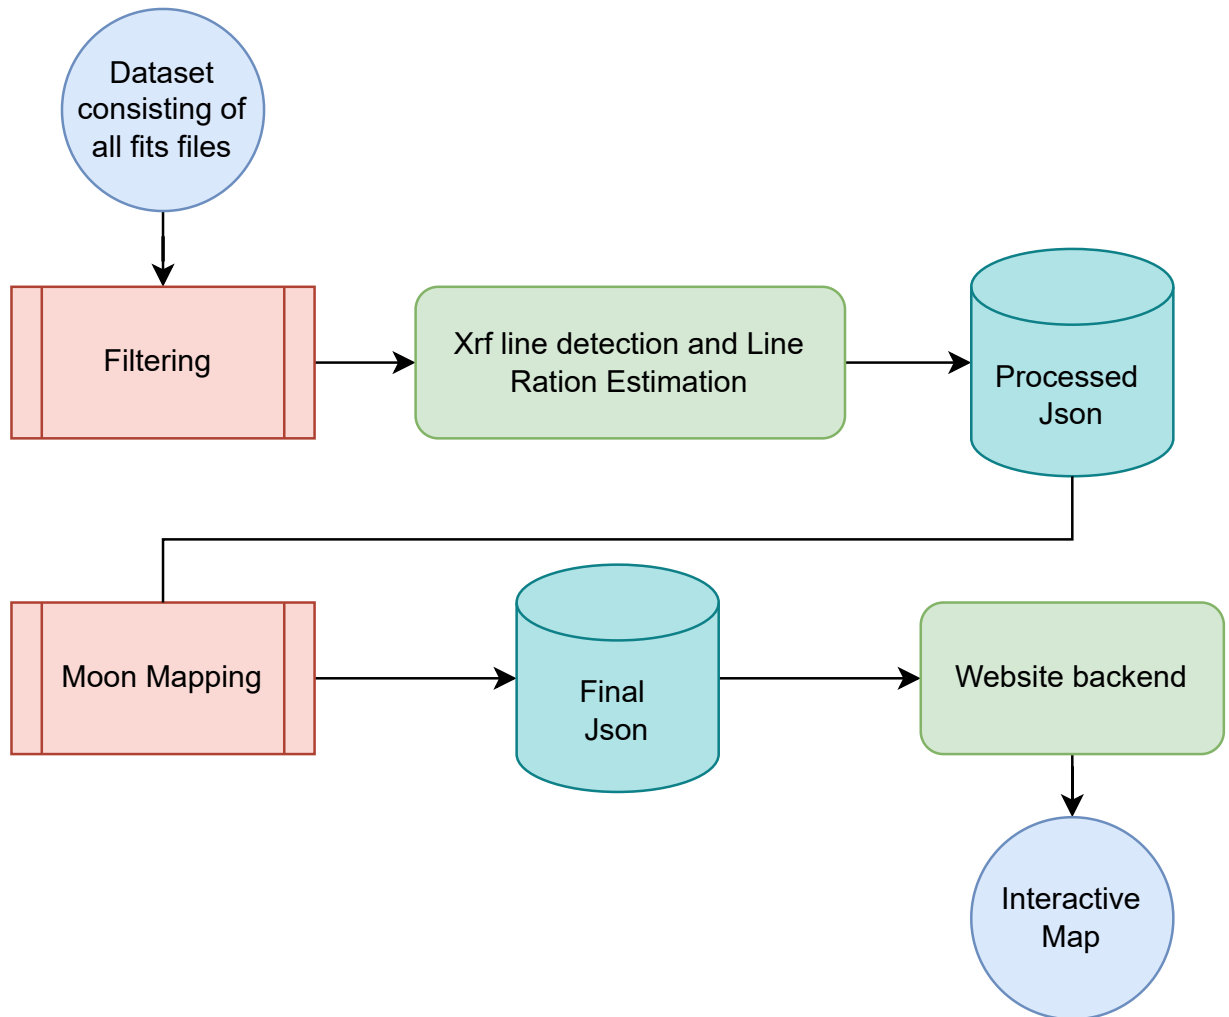 Dataset
consisting of
all fits files
Filtering
Xrf line detection and Line
Ration Estimation
Processed
Json
Moon Mapping
Final
Json
Website backend
Interactive
Map